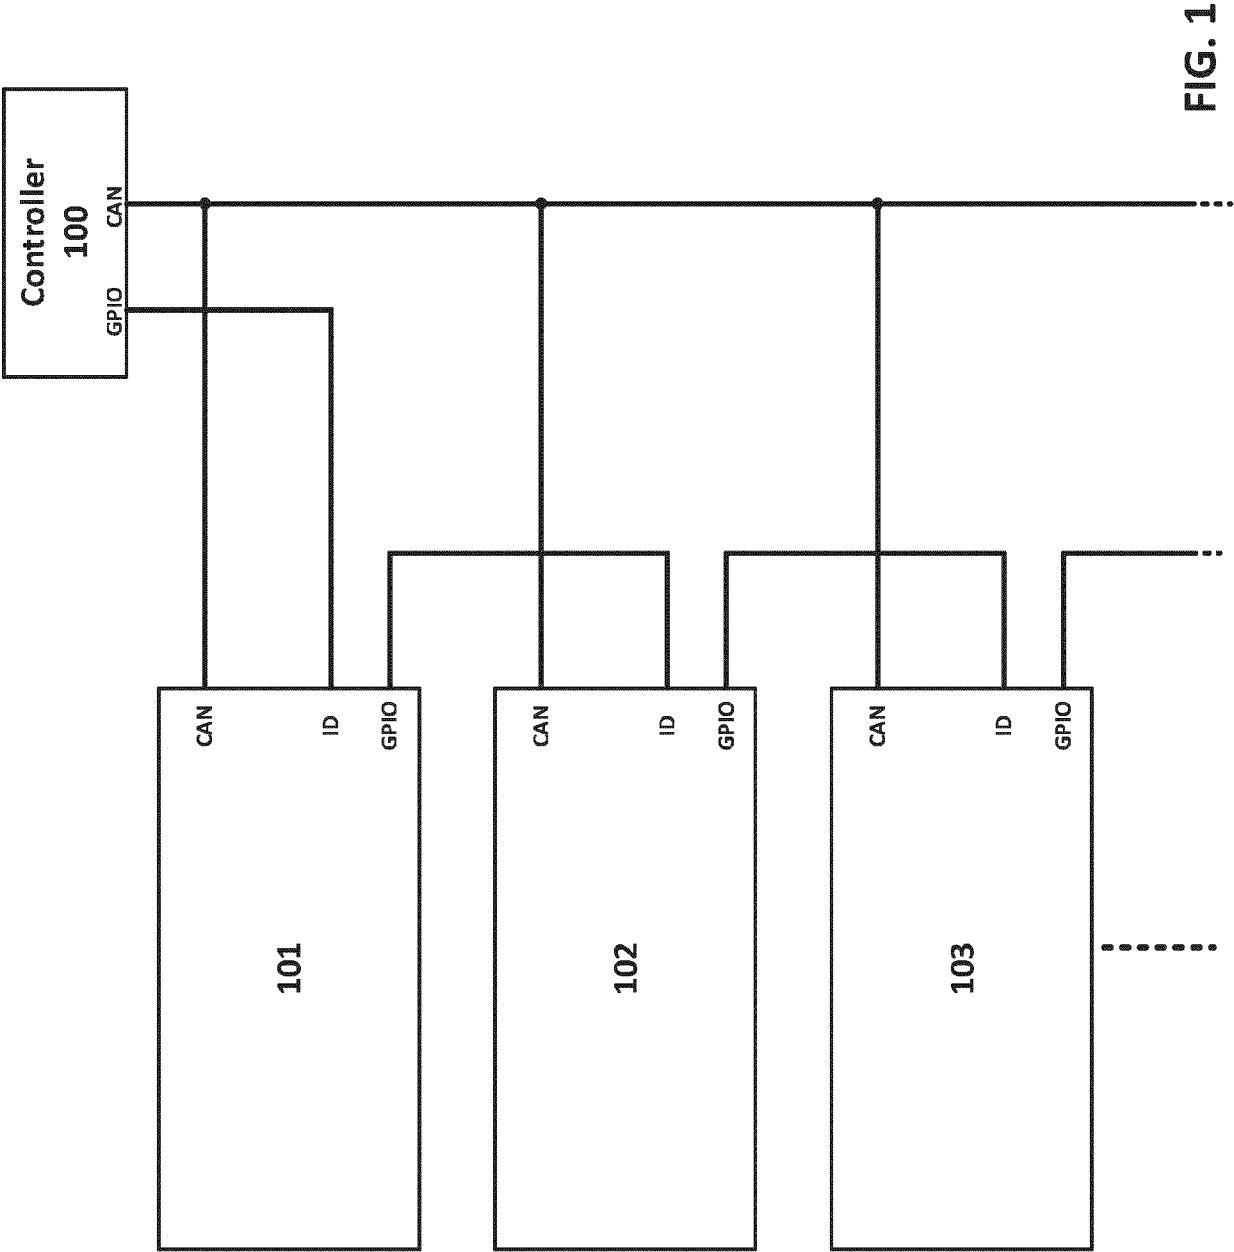 Controller
100
GPIO
CAN
CAN
ID
GPIO
101
CAN
ID
GPIO
102
CAN
ID
GPIO
103
FIG. 1